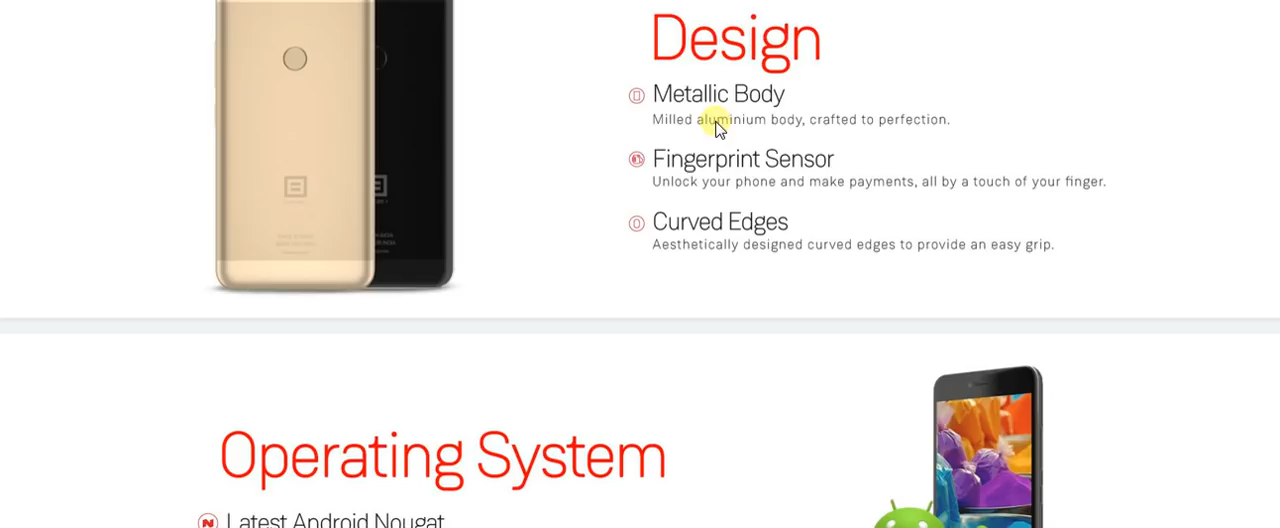 Design
Metallic Body
Milled aluminium body, crafted to perfection.
Fingerprint Sensor
Unlock your phone and make payments, all by a touch of your finger.
Curved Edges
Aesthetically designed curved edges to provide an easy grip.
Operating System
Latest Android Nougat